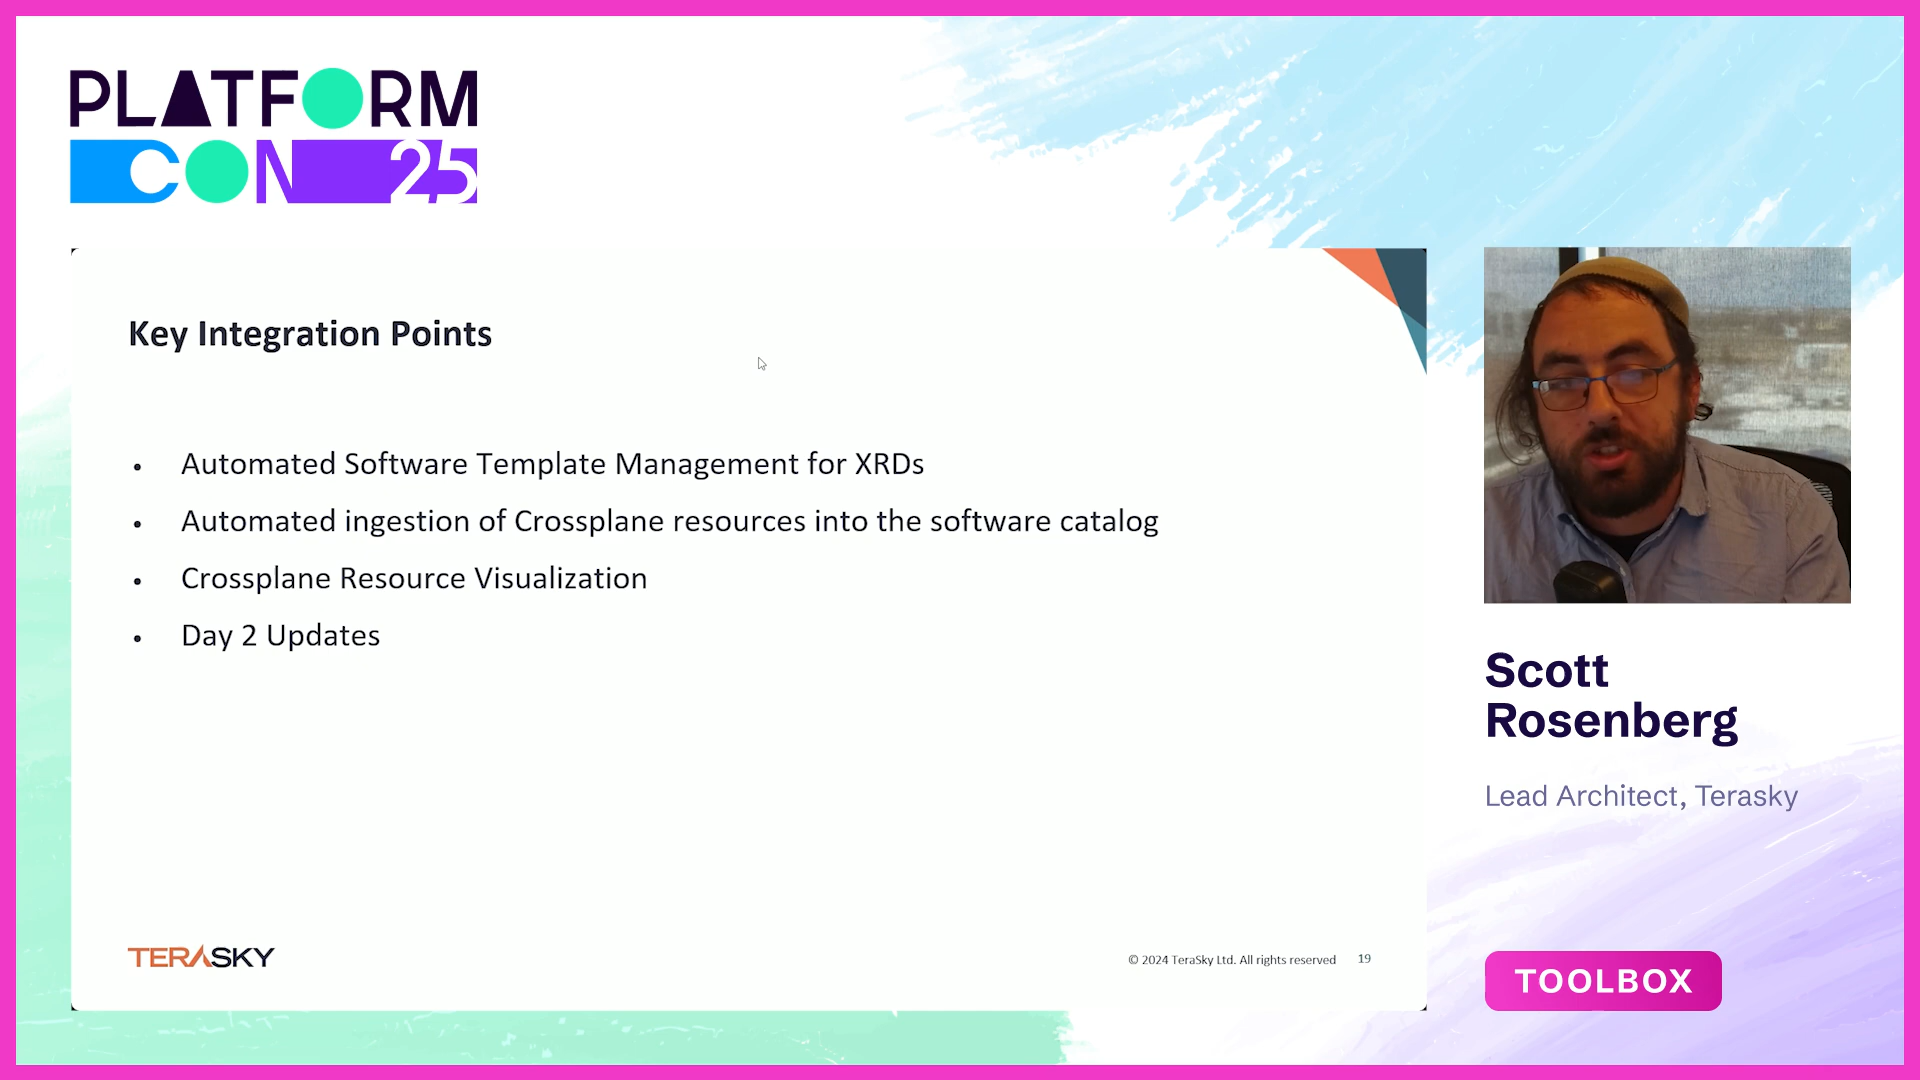 PLATFORM
CON 25
Key Integration Points
• Automated Software Template Management for XRDs
• Automated ingestion of Crossplane resources into the software catalog
• Crossplane Resource Visualization
• Day 2 Updates
TERASKY
© 2024 TeraSky Ltd. All rights reserved 19
Scott
Rosenberg
Lead Architect, Terasky
TOOLBOX